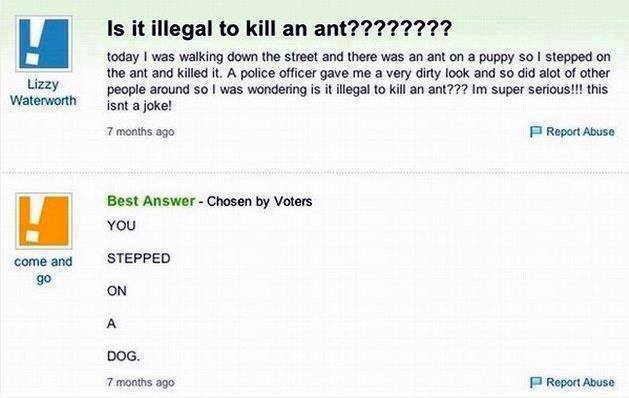 Is it illegal to kill an ant????????
today I was walking down the street and there was an ant on a puppy so I stepped on
the ant and killed it. A police officer gave me a very dirty look and so did alot of other
people around so I was wondering is it illegal to kill an ant??? Im super serious!!! this
isnt a joke!
Lizzy
Waterworth
7 months ago
Report Abuse
Best Answer - Chosen by Voters
YOU
STEPPED
ON
A
DOG.
come and
go
7 months ago
Report Abuse